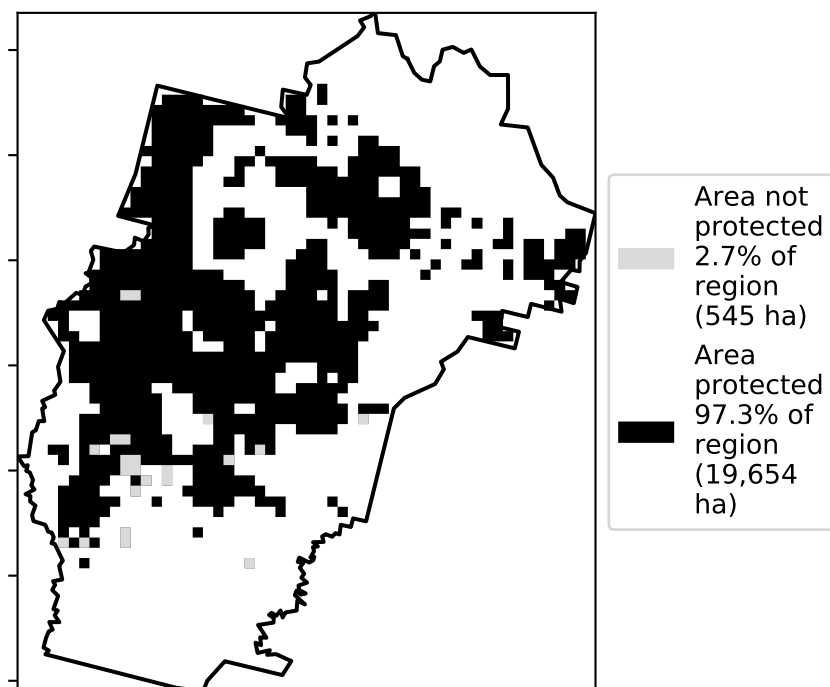 Area not
protected
2.7% of
region
(545 ha)
Area
protected
97.3% of
region
(19,654
ha)